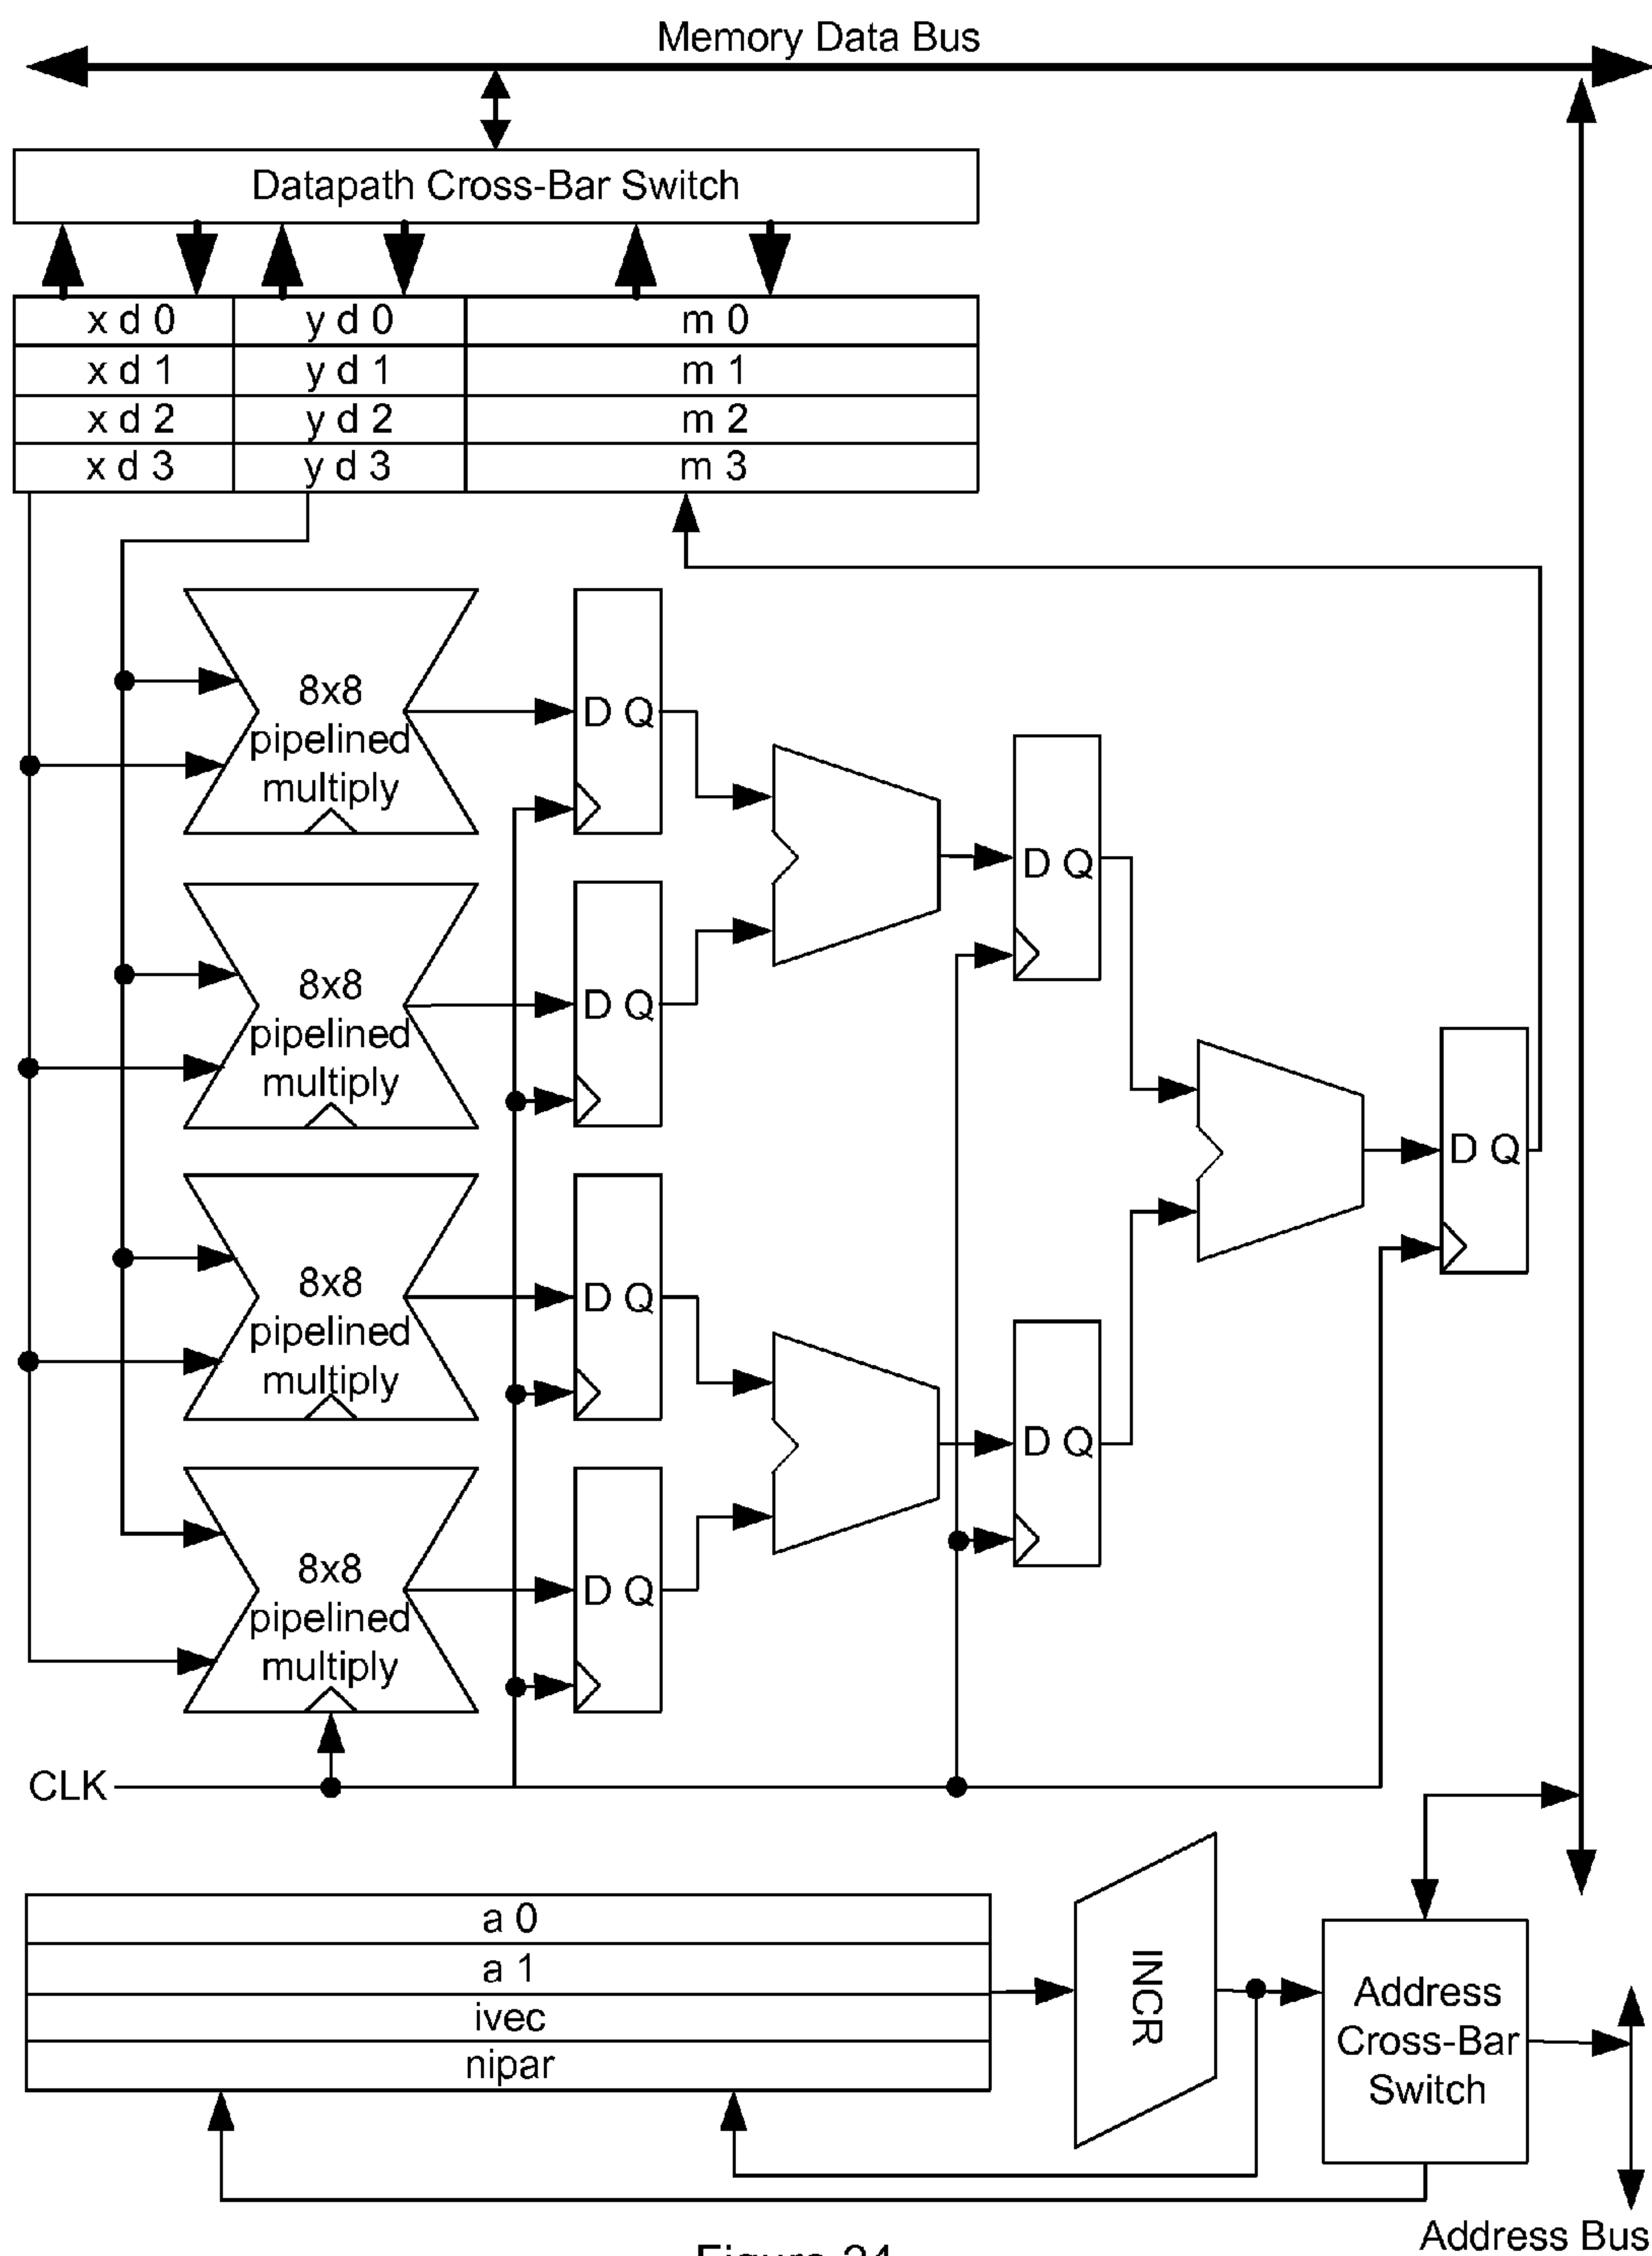 Memory Data Bus
Datapath Cross-Bar Switch
x d 0 y d 0 m 0
x d 1 y d 1 m 1
x d 2 y d 2 m 2
x d 3 y d 3 m 3
8x8
pipelined
multiply
D Q
D Q
8x8
pipelined
multiply
D Q
D Q
8x8
pipelined
multiply
D Q
D Q
8x8
pipelined
multiply
D Q
CLK
a 0
a 1
ivec
nipar
INCR
Address
Cross-Bar
Switch
Address Bus
Figure 21